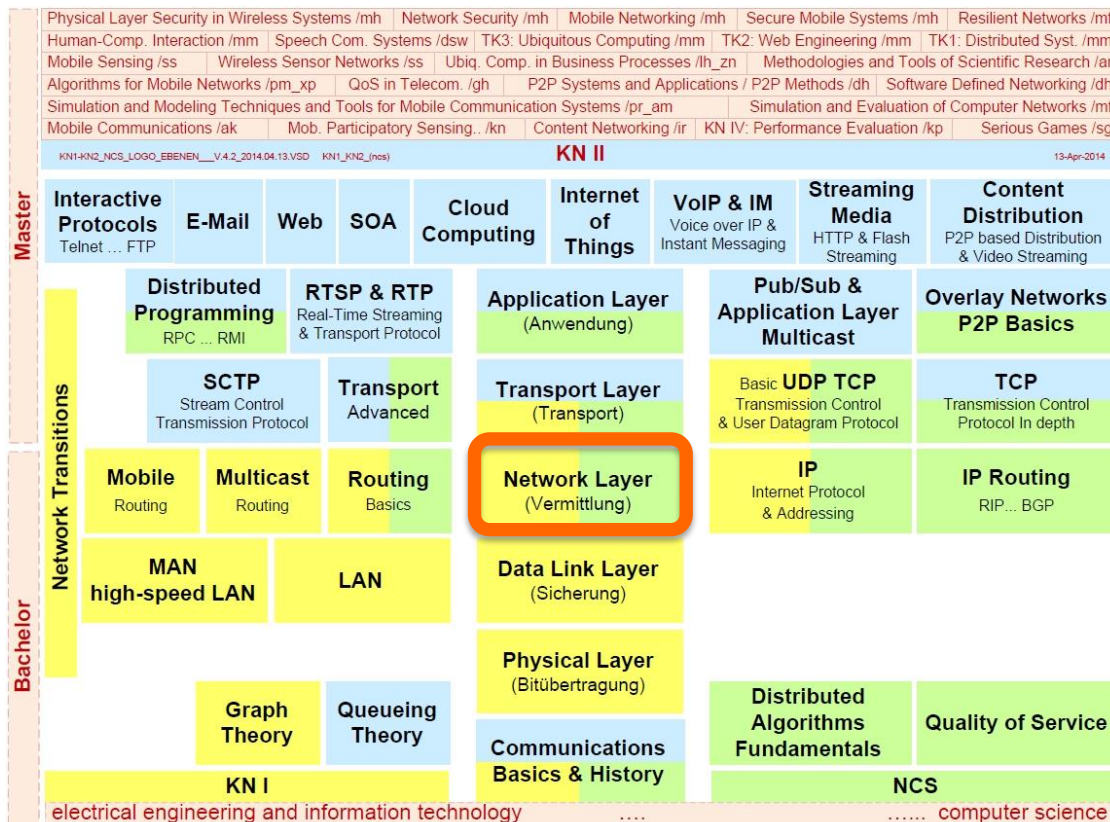 Physical Layer Security in Wireless Systems /mh Network Security /mh Mobile Networking /mh Secure Mobile Systems /mh Resilient Networks
Human-Comp. Interaction /mm Speech Com. Systems /dsw TK3: Ubiquitous Computing /mm TK2: Web Engineering /mm TK1: Distributed Syst. /mm
Mobile Sensing /ss Wireless Sensor Networks /ss Ubiq. Comp. in Business Processes /lh_zn Methodologies and Tools of Scientific Research
Algorithms for Mobile Networks /pm_xp QoS in Telecom. /gh P2P Systems and Applications / P2P Methods /dh Software Defined Networking /dh
Simulation and Modeling Techniques and Tools for Mobile Communication Systems /pr_am Simulation and Evaluation of Computer Networks
Mobile Communications /ak Mob. Participatory Sensing.. /kn Content Networking /ir KN IV: Performance Evaluation /kp Serious Games /sg
KN1-KN2_NCS_LOGO_EBENEN___V.4.2_2014.04.13.VSD KN1_KN2_(ncs) KN II 13-Apr-2014
Master
Interactive
Protocols
Telnet ... FTP
E-Mail
Web
SOA
Cloud
Computing
Internet
of
Things
VoIP & IM
Voice over IP &
Instant Messaging
Streaming
Media
HTTP & Flash
Streaming
Content
Distribution
P2P based Distribution
& Video Streaming
Network Transitions
Distributed
Programming
RPC ... RMI
RTSP & RTP
Real-Time Streaming
& Transport Protocol
Application Layer
(Anwendung)
Pub/Sub &
Application Layer
Multicast
Overlay Networks
P2P Basics
SCTP
Stream Control
Transmission Protocol
Transport
Advanced
Transport Layer
(Transport)
Basic UDP TCP
Transmission Control
& User Datagram Protocol
TCP
Transmission Control
Protocol In depth
Bachelor
Mobile
Routing
Multicast
Routing
Routing
Basics
Network Layer
(Vermittlung)
IP
Internet Protocol
& Addressing
IP Routing
RIP... BGP
MAN
high-speed LAN
LAN
Data Link Layer
(Sicherung)
Physical Layer
(Bitübertragung)
Graph
Theory
Queueing
Theory
Communications
Basics & History
Distributed
Algorithms
Fundamentals
Quality of Service
KN I
NCS
electrical engineering and information technology .... ...... computer science